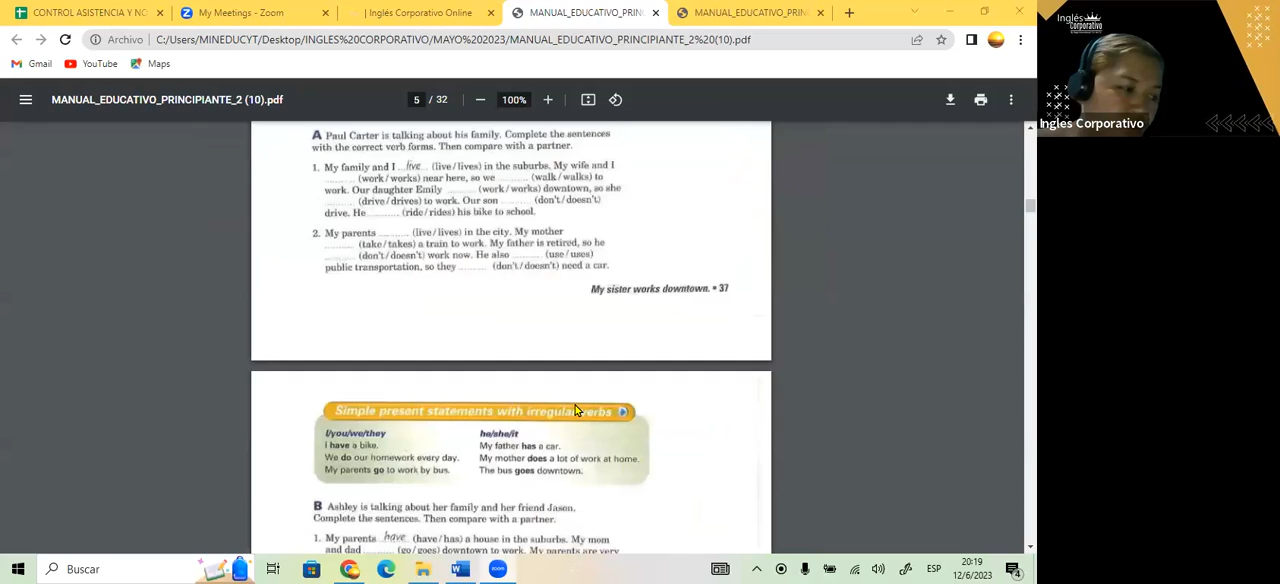 CONTROL ASISTENCIA Y NO
My Meetings - Zoom
Inglés Corporativo Online
MANUAL_EDUCATIVO_PRIN
MANUAL_EDUCATIVO_PRIN
Archivo
C:/Users/MINEDUCYT/Desktop/INGLES%20CORPORATIVO/MAYO%202023/MANUAL_EDUCATIVO_PRINCIPIANTE_2%20(10).pdf
Gmail
YouTube
Maps
MANUAL_EDUCATIVO_PRINCIPIANTE_2 (10).pdf
5 / 32
100%
A Paul Carter is talking about his family. Complete the sentences
with the correct verb forms. Then compare with a partner.
1. My family and I live (live/lives) in the suburbs. My wife and I
(work/works) near here, so we (walk/walks) to
work. Our daughter Emily (work/works) downtown, so she
(drive/drives) to work. Our son (don't/doesn't)
drive. He (ride/rides) his bike to school.
2. My parents (live/lives) in the city. My mother
(take/takes) a train to work. My father is retired, so he
(don't/doesn't) work now. He also (use/uses)
public transportation, so they (don't/doesn't) need a car.
My sister works downtown. • 37
Simple present statements with irregular verbs
I/you/we/they
he/she/it
I have a bike.
My father has a car.
We do our homework every day.
My mother does a lot of work at home.
My parents go to work by bus.
The bus goes downtown.
B Ashley is talking about her family and her friend Jason.
Complete the sentences. Then compare with a partner.
1. My parents have (have/has) a house in the suburbs. My mom
and dad (go/goes) downtown to work. My parents are very
Inglés
Corporativo
Ingles Corporativo
Buscar
ESP
20:19
12/6/2023
4